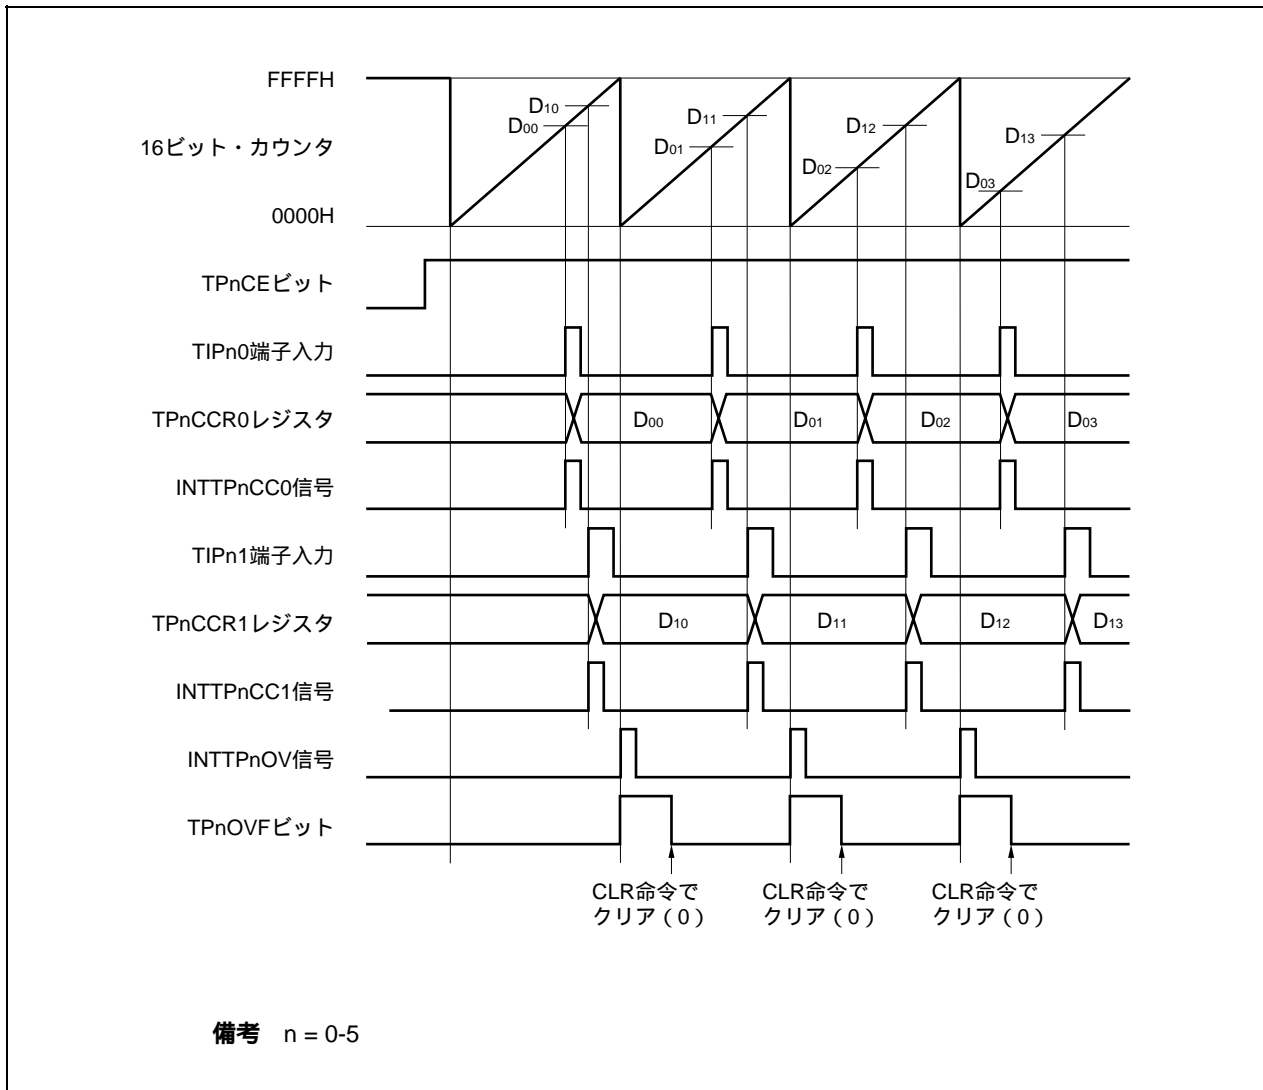 FFFFH
D10
D00
D11
D01
D12
D02
D13
D03
16ビット・カウンタ
0000H
TPnCEビット
TIPn0端子入力
TPnCCR0レジスタ
D00
D01
D02
D03
INTTPnCC0信号
TIPn1端子入力
TPnCCR1レジスタ
D10
D11
D12
D13
INTTPnCC1信号
INTTPnOV信号
TPnOVFビット
CLR命令で
クリア(0)
CLR命令で
クリア(0)
CLR命令で
クリア(0)
備考 n = 0-5